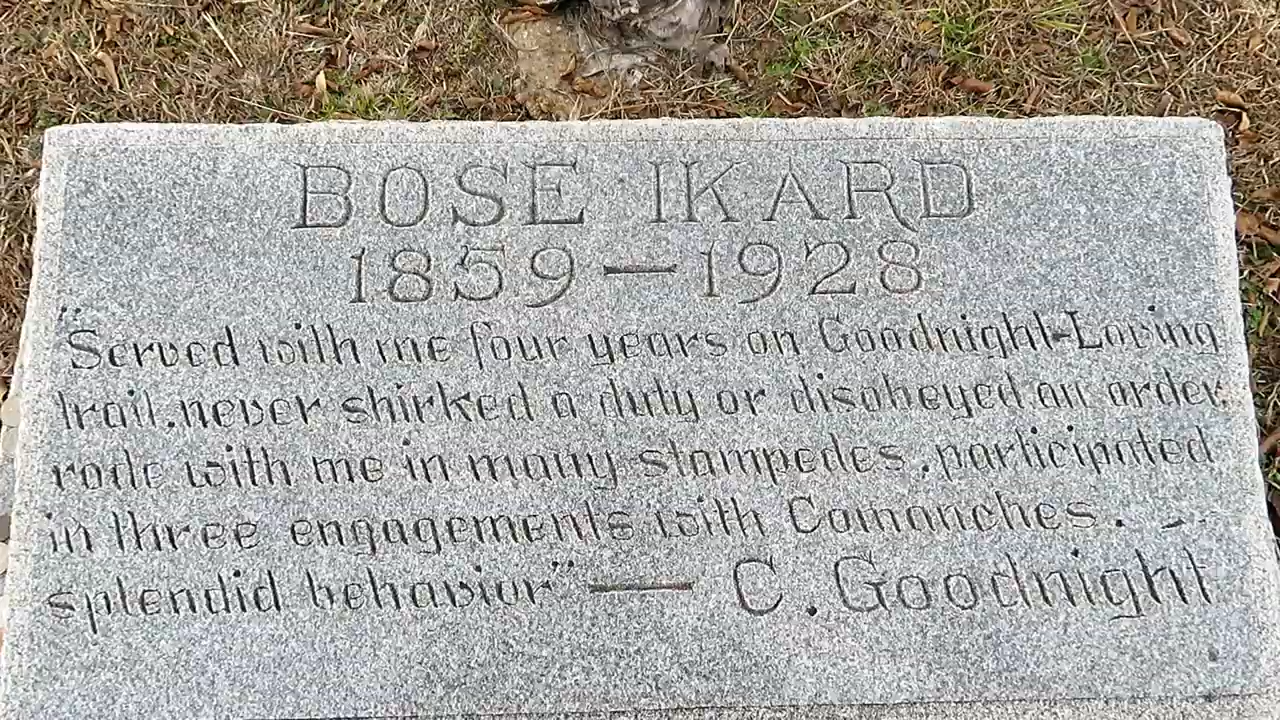 BOSE IKARD
1859—1928
"Served with me four years on Goodnight-Loving
trail, never shirked a duty or disobeyed an order,
rode with me in many stampedes, participated
in three engagements with Comanches. –
splendid behavior" — C. Goodnight